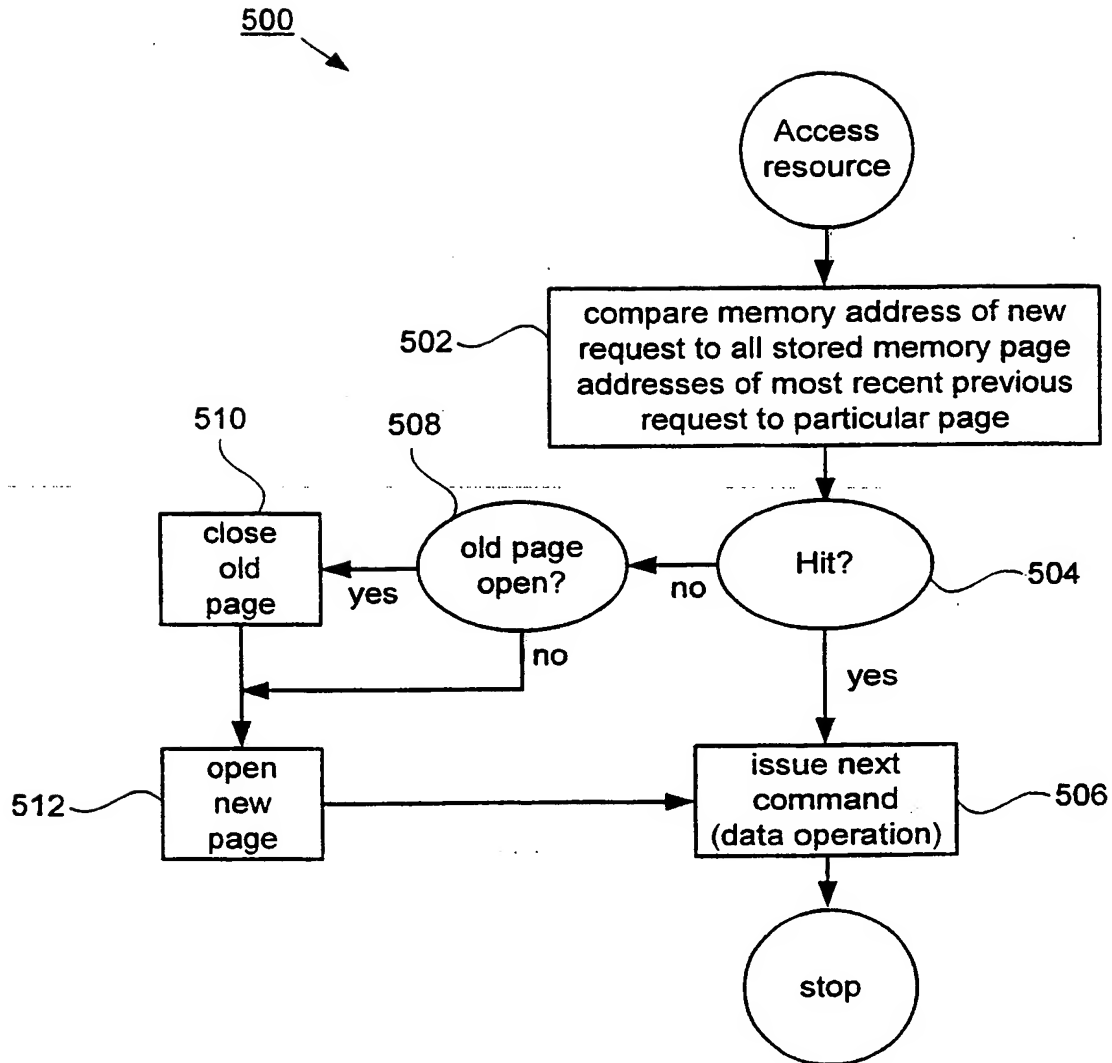 500
Access
resource
502
compare memory address of new
request to all stored memory page
addresses of most recent previous
request to particular page
510
close
old
page
508
old page
open?
yes
no
Hit?
504
no
yes
512
open
new
page
issue next
command
(data operation)
506
stop